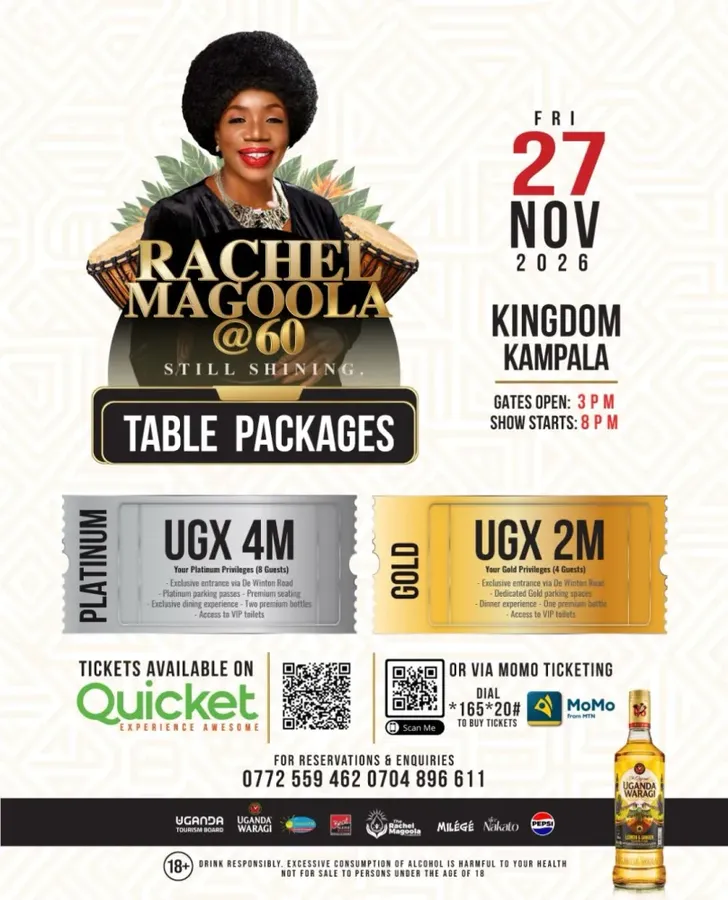 FRI
27
NOV
2026
RACHEL
MAGOOLA
@60
STILL SHINING.
TABLE PACKAGES
KINGDOM
KAMPALA
GATES OPEN: 3 PM
SHOW STARTS: 8 PM
PLATINUM
UGX 4M
Your Platinum Privileges (8 Guests)
- Exclusive entrance via De Winton Road
- Platinum parking passes - Premium seating
- Exclusive dining experience - Two premium bottles
- Access to VIP toilets
GOLD
UGX 2M
Your Gold Privileges (4 Guests)
- Exclusive entrance via De Winton Road
- Dedicated Gold parking spaces
- Dinner experience - One premium bottle
- Access to VIP toilets
TICKETS AVAILABLE ON
Quicket
EXPERIENCE AWESOME
Scan Me
OR VIA MOMO TICKETING
DIAL
*165*20#
TO BUY TICKETS
MoMo
From MTN
FOR RESERVATIONS & ENQUIRIES
0772 559 462 0704 896 611
UGANDA
TOURISM BOARD
UGANDA
WARAGI
The
Rachel
Magoola
MILÉGÉ
Nakato
PEPSI
UGANDA
WARAGI
18+
DRINK RESPONSIBLY. EXCESSIVE CONSUMPTION OF ALCOHOL IS HARMFUL TO YOUR HEALTH
NOT FOR SALE TO PERSONS UNDER THE AGE OF 18